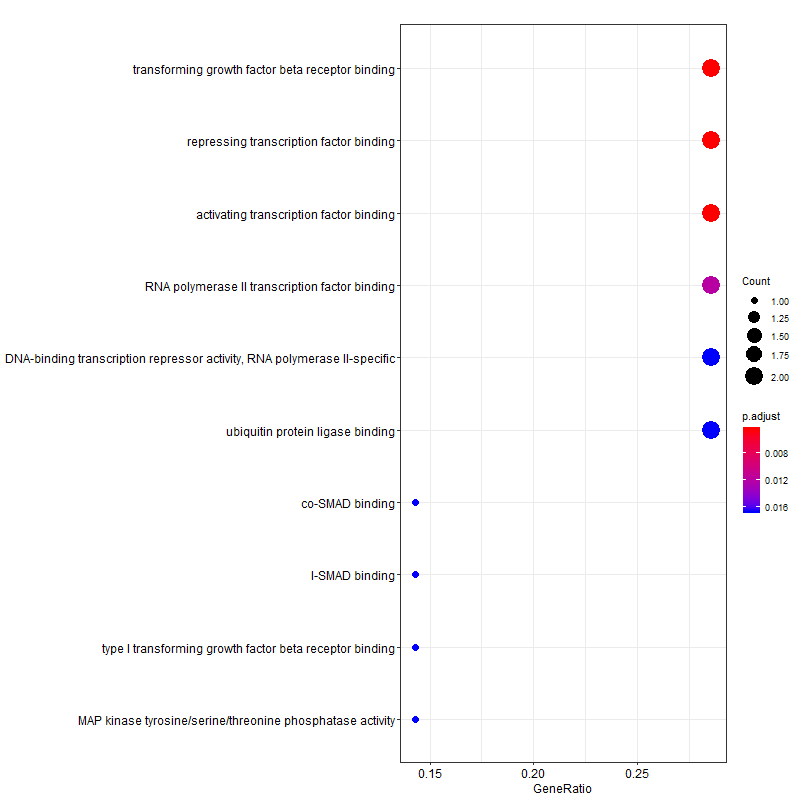 transforming growth factor beta receptor binding
repressing transcription factor binding
activating transcription factor binding
RNA polymerase II transcription factor binding
DNA-binding transcription repressor activity, RNA polymerase II-specific
ubiquitin protein ligase binding
co-SMAD binding
I-SMAD binding
type I transforming growth factor beta receptor binding
MAP kinase tyrosine/serine/threonine phosphatase activity
0.15 0.20 0.25
GeneRatio
Count
1.00
1.25
1.50
1.75
2.00
p.adjust
0.008
0.012
0.016